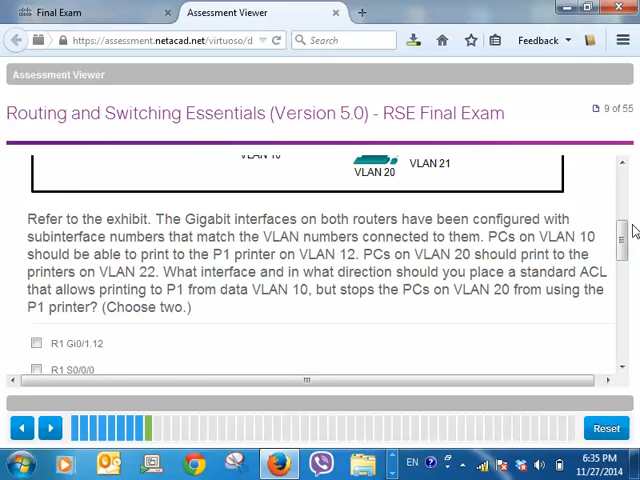 Final Exam
Assessment Viewer
https://assessment.netacad.net/virtuoso/d
Search
Feedback
Assessment Viewer
Routing and Switching Essentials (Version 5.0) - RSE Final Exam
9 of 55
VLAN 10
VLAN 20
VLAN 21
Refer to the exhibit. The Gigabit interfaces on both routers have been configured with
subinterface numbers that match the VLAN numbers connected to them. PCs on VLAN 10
should be able to print to the P1 printer on VLAN 12. PCs on VLAN 20 should print to the
printers on VLAN 22. What interface and in what direction should you place a standard ACL
that allows printing to P1 from data VLAN 10, but stops the PCs on VLAN 20 from using the
P1 printer? (Choose two.)
R1 Gi0/1.12
R1 S0/0/0
Reset
EN
6:35 PM
11/27/2014